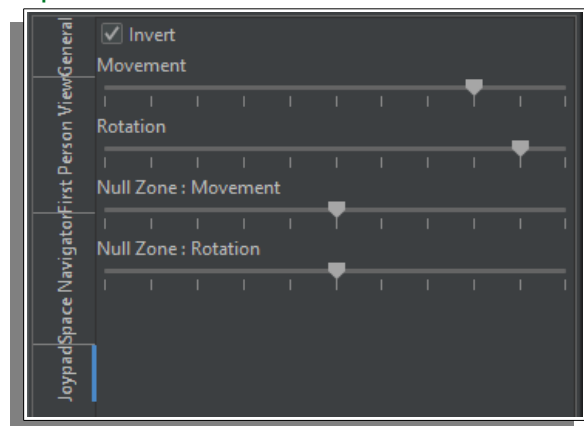 General
First Person View
Space Navigator
Joypad
Invert
Movement
Rotation
Null Zone : Movement
Null Zone : Rotation